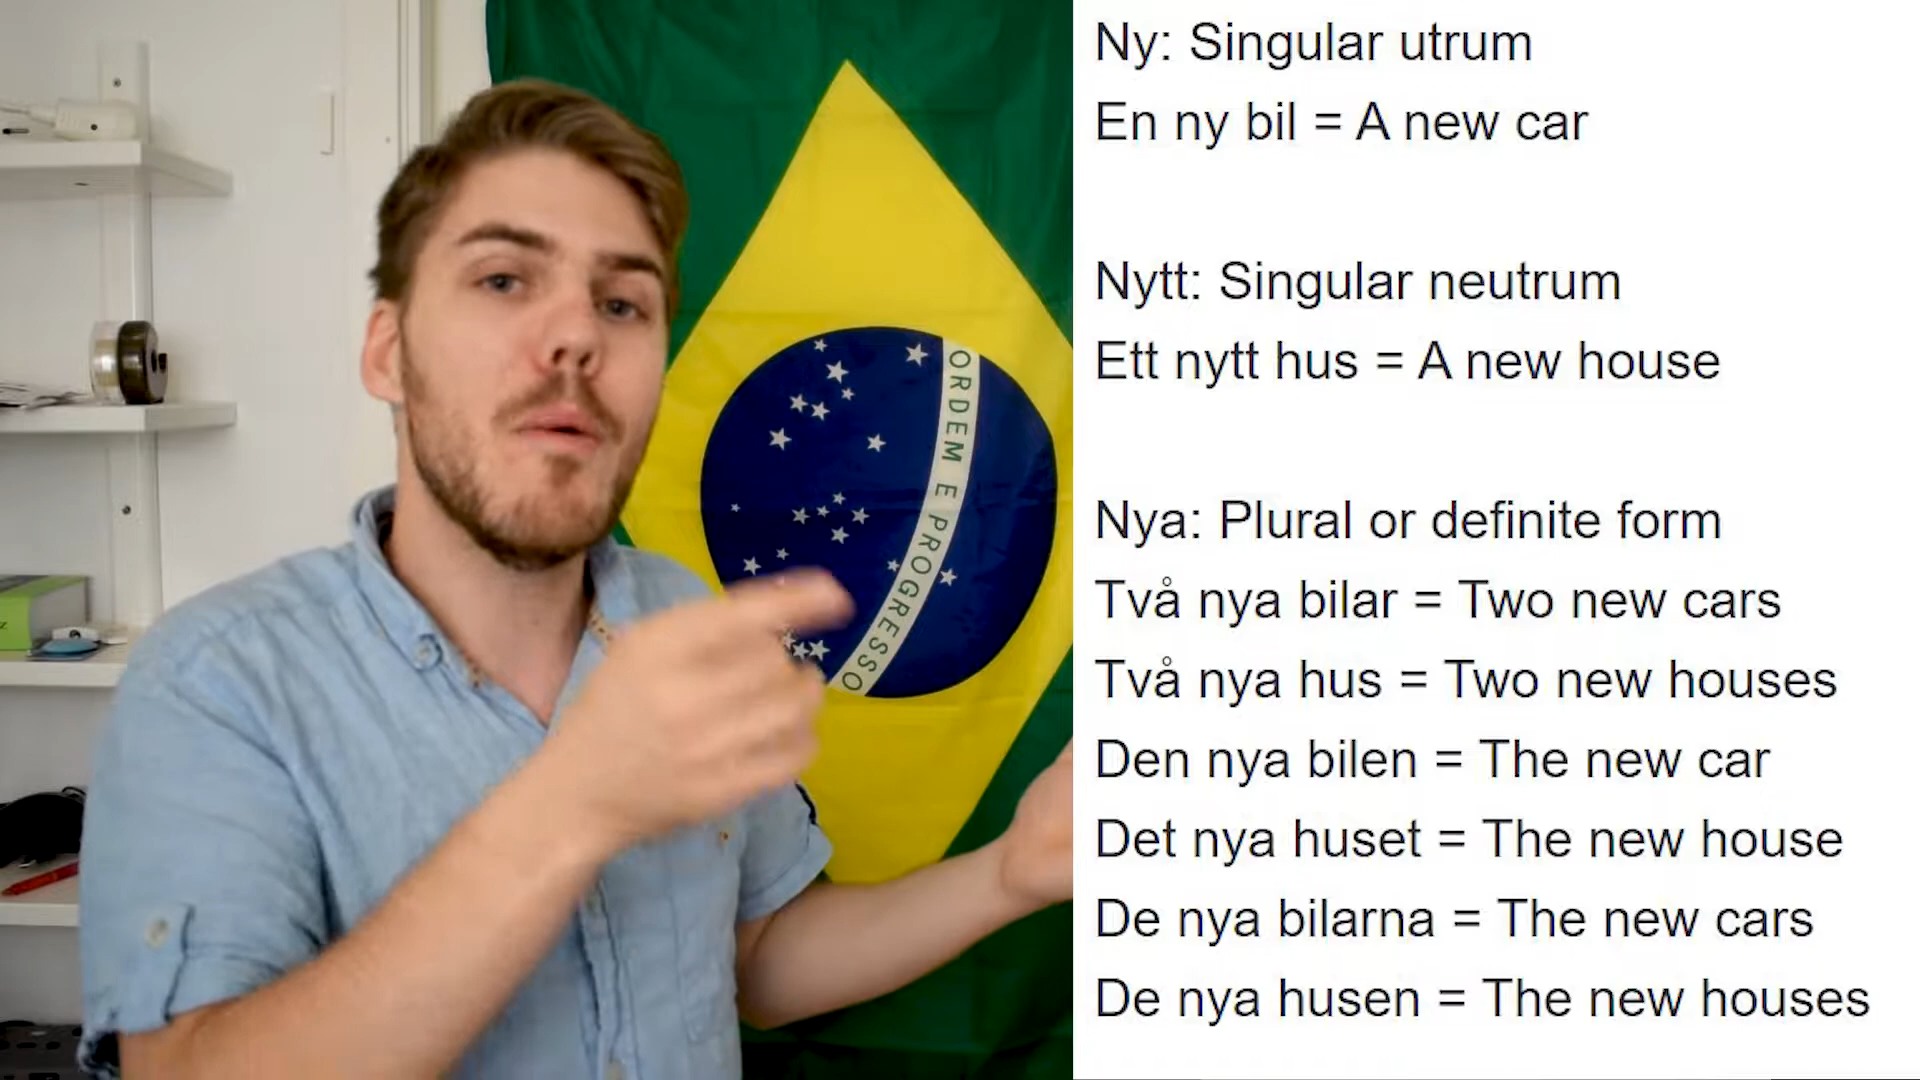 ORDEM E PROGRESSO
Z
Ny: Singular utrum
En ny bil = A new car
Nytt: Singular neutrum
Ett nytt hus = A new house
Nya: Plural or definite form
Två nya bilar = Two new cars
Två nya hus = Two new houses
Den nya bilen = The new car
Det nya huset = The new house
De nya bilarna = The new cars
De nya husen = The new houses